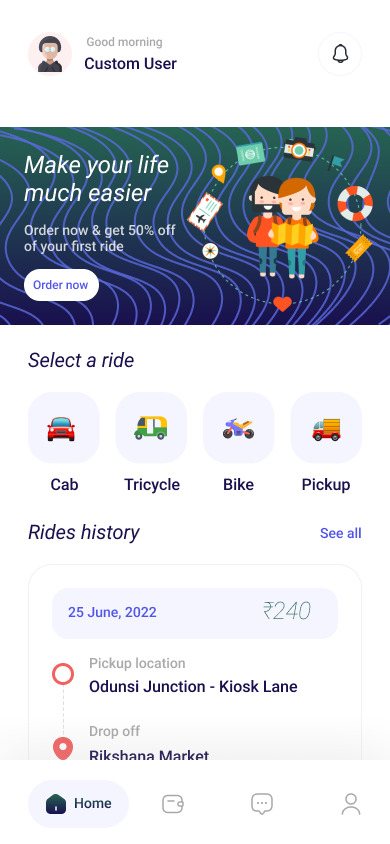 Good morning
Custom User
Make your life
much easier
Order now & get 50% off
of your first ride
Order now
Select a ride
Cab
Tricycle
Bike
Pickup
Rides history
See all
25 June, 2022
₹240
Pickup location
Odunsi Junction - Kiosk Lane
Drop off
Rikshana Market
Home